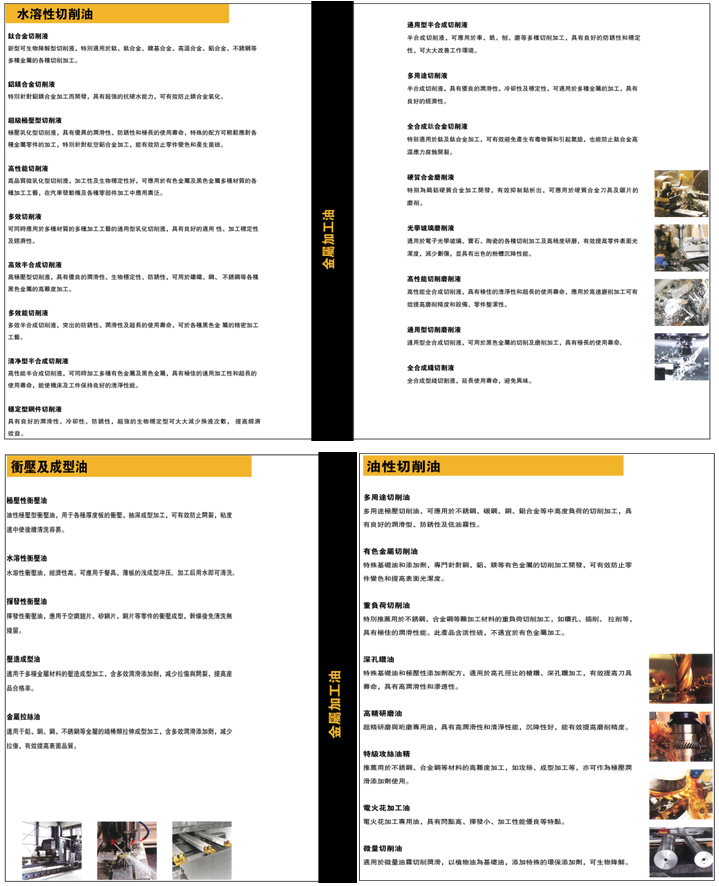 水溶性切削油
鈦合金切削液
新型可生物降解型切削液，特別適用於鈦、鈦合金、鎳基合金、高溫合金、鋁合金、不銹鋼等
多種金屬的各種切削加工。
鋁鎂合金切削液
特別針對鋁鎂合金加工而開發，具有超強的抗硬水能力，可有效防止鎂合金氧化。
超級極壓型切削液
極壓乳化型切削液，具有優異的潤滑性、防銹性和極長的使用壽命，特殊的配方可輕鬆應對各
種金屬零件的加工，特別針對航空鋁合金加工，能有效防止零件變色和產生菌斑。
高性能切削液
高品質微乳化型切削液，加工性及生物穩定性好，可應用於有色金屬及黑色金屬多種材質的各
種加工工藝，在汽車發動機及各種零部件加工中應用廣泛。
多效切削液
可同時應用於多種材質的多種加工工藝的通用型乳化切削液，具有良好的通用 性、加工穩定性
及經濟性。
高效半合成切削液
高極壓型切削液，具有優良的潤滑性、生物穩定性、防銹性，可用於鑄鐵、鋼、 不銹鋼等各種
黑色金屬的高難度加工。
多效能切削液
多效半合成切削液，突出的防銹性、潤滑性及超長的使用壽命，可於各種黑色金 屬的精密加工
工藝。
清净型半合成切削液
高性能半合成切削液，可同時加工多種有色金屬及黑色金屬，具有極佳的通用加工性和超長的
使用壽命，能使機床及工件保持良好的清淨性能。
穩定型鋼件切削液
具有良好的潤滑性、冷卻性、防銹性，超強的生物穩定型可大大減少換液次數， 提高經濟
效益。
金屬加工油
通用型半合成切削液
半合成切削液，可應用於車、銑、刨、磨等多種切削加工，具有良好的防銹性和穩定
性，可大大改善工作環境。
多用途切削液
半合成切削液，具有優良的潤滑性、冷卻性及穩定性，可適用於多種金屬的加工，具有
良好的經濟性。
全合成鈦合金切削液
特別適用於鈦及鈦合金加工，可有效避免產生有毒物質和引起氫脆，也能防止鈦合金高
溫應力腐蝕開裂。
硬質合金磨削液
特別為鎢鈷硬質合金加工開發，有效抑制鈷析出，可應用於硬質合金刀具及鋸片的
磨削。
光學玻璃磨削液
適用於電子光學玻璃、寶石、陶瓷的各種切削加工及高精度研磨，有效提高零件表面光
潔度，減少劃傷，並具有出色的粉體沉降性能。
高性能切削磨削液
高性能全合成切削液，具有極佳的清淨性和超長的使用壽命，應用於高速磨削加工可有
效提高磨削精度和設備，零件整潔性。
通用型切削磨削液
通用型全合成切削液，可用於黑色金屬的切削及磨削加工，具有極長的使用壽命。
全合成綫切割液
全合成型綫切割液，延長使用壽命，避免異味。
衝壓及成型油
極壓性衝壓油
油性極壓型衝壓油，用于各種厚度板的衝壓、抽深成型加工，可有效防止開裂，粘度
適中使後續清洗容易。
水溶性衝壓油
水溶性衝壓油，經濟性高。可應用于餐具、薄板的浅成型冲压，加工后用水即可清洗。
揮發性衝壓油
揮發性衝壓油，應用于空調翅片、矽鋼片、銅片等零件的衝壓成型，幹燥後免清洗無
殘留。
壓造成型油
適用于多種金屬材料的壓造成型加工，含多效潤滑添加劑，減少拉傷與開裂，提高産
品合格率。
金屬拉絲油
適用于鋁、銅、鋼、不銹鋼等金屬的綫棒類拉伸成型加工，含多效潤滑添加劑，減少
拉傷，有效提高表面品質。
金屬加工油
油性切削油
多用途切削油
多用途極壓切削油，可應用於不銹鋼、碳鋼、銅、鋁合金等中高度負荷的切削加工，具
有良好的潤滑型、防銹性及低油霧性。
有色金屬切削油
特殊基礎油和添加劑，專門針對銅、鋁、鎂等有色金屬的切削加工開發，可有效防止零
件變色和提高表面光潔度。
重負荷切削油
特別推薦用於不銹鋼、合金鋼等難加工材料的重負荷切削加工，如鑽孔、插削、 拉削等，
具有極佳的潤滑性能。此產品含活性硫，不適宜於有色金屬加工。
深孔鑽油
特殊基礎油和極壓性添加劑配方，適用於高孔徑比的槍鑽、深孔鑽加工，有效提高刀具
壽命，具有高潤滑性和滲透性。
高精研磨油
超精研磨與珩磨專用油，具有高潤滑性和清淨性能，沉降性好，能有效提高磨削精度。
特級攻絲油精
推薦用於不銹鋼、合金鋼等材料的高難度加工，如攻絲、成型加工等，亦可作為極壓潤
滑添加劑使用。
電火花加工油
電火花加工專用油，具有閃點高、揮發小、加工性能優良等特點。
微量切削油
適用於微量油霧切削潤滑，以植物油為基礎油，添加特殊的環保添加劑，可生物降解。